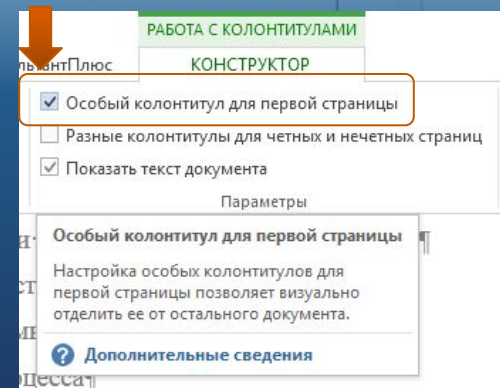 РАБОТА С КОЛОНТИТУЛАМИ
нтПлюс КОНСТРУКТОР
Особый колонтитул для первой страницы
Разные колонтитулы для четных и нечетных страниц
Показать текст документа
Параметры
Особый колонтитул для первой страницы ¶
Настройка особых колонтитулов для
первой страницы позволяет визуально
отделить ее от остального документа.
Дополнительные сведения
оцесса¶